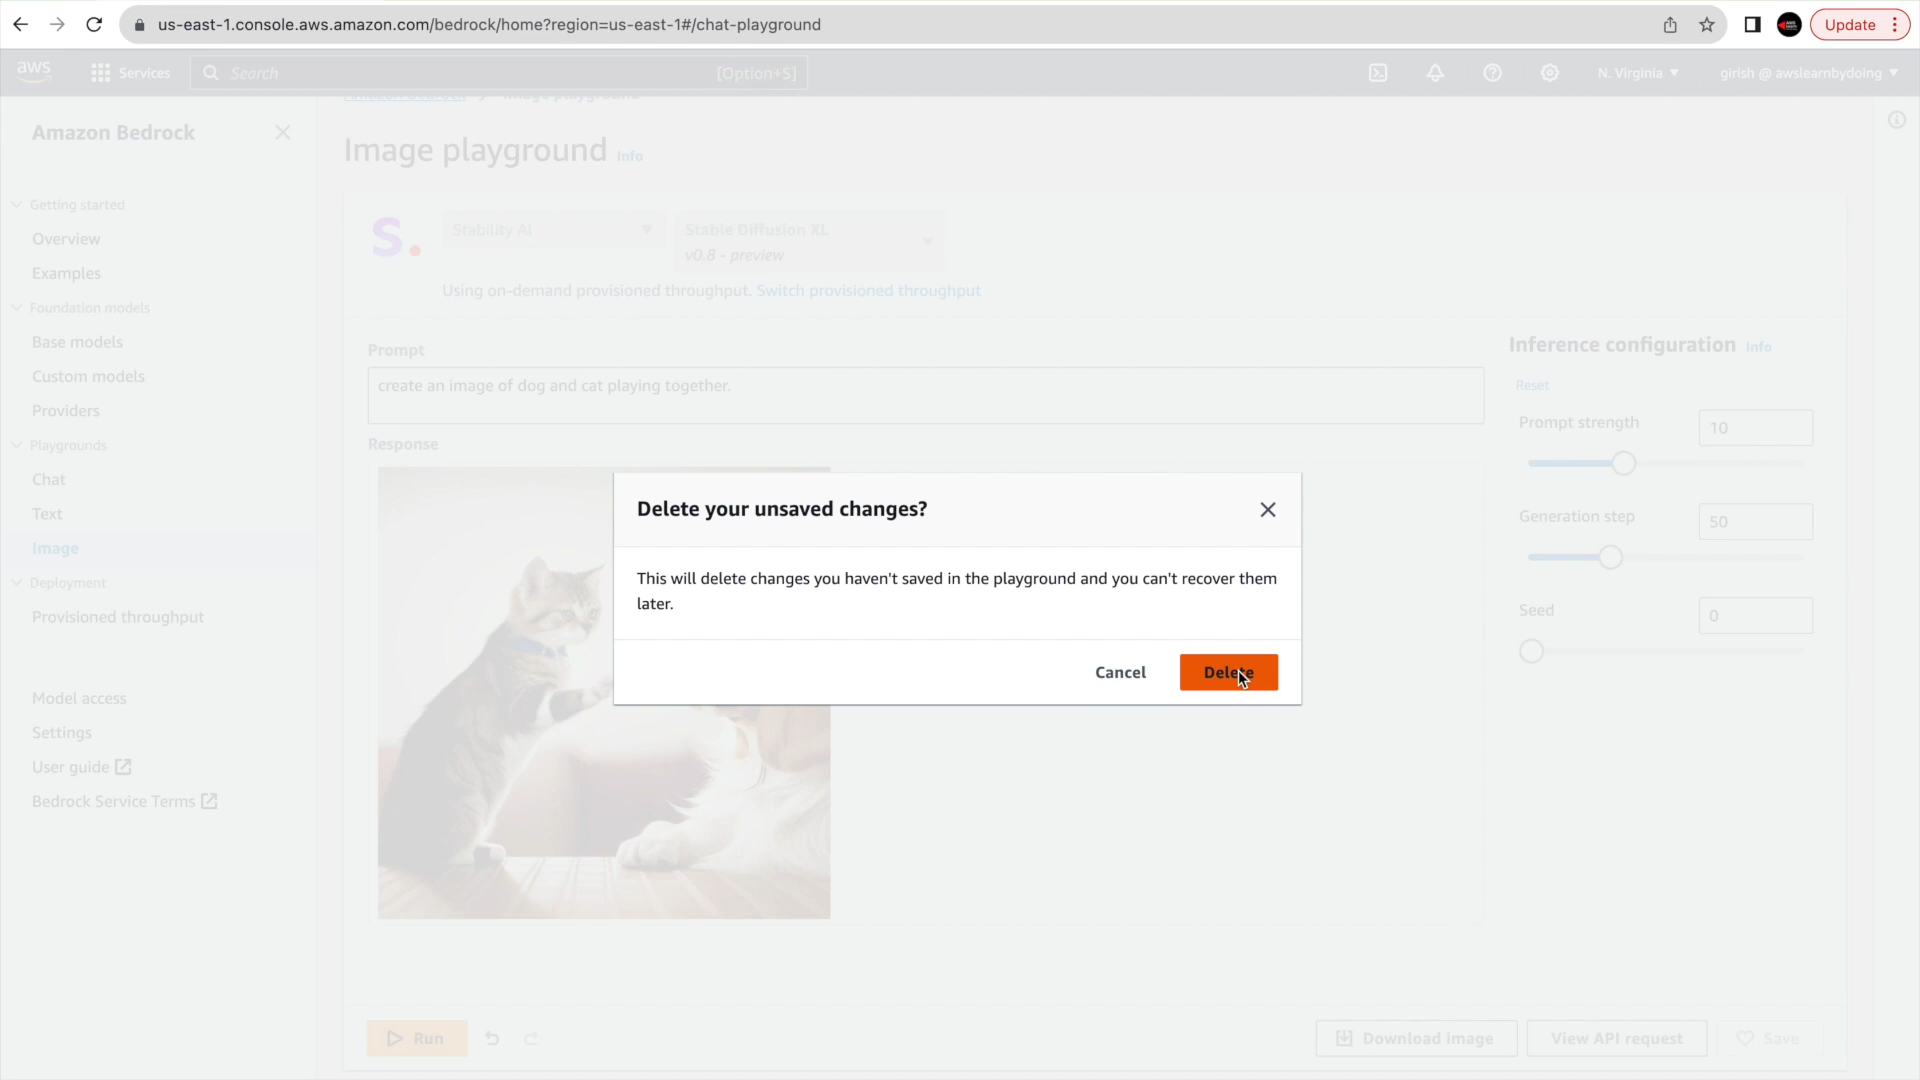 us-east-1.console.aws.amazon.com/bedrock/home?region=us-east-1#/chat-playground
Update
aws
Services
Search
[Option+S]
N. Virginia
girish @ awslearnbydoing
Amazon Bedrock
Image playground
Amazon Bedrock
Image playground Info
Getting started
Overview
Examples
Foundation models
Base models
Custom models
Providers
Playgrounds
Chat
Text
Image
Deployment
Provisioned throughput
Model access
Settings
User guide
Bedrock Service Terms
S.
Stability AI
Stable Diffusion XL
v0.8 - preview
Using on-demand provisioned throughput. Switch provisioned throughput
Prompt
create an image of dog and cat playing together.
Response
Inference configuration Info
Reset
Prompt strength
10
Generation step
50
Seed
0
Delete your unsaved changes?
This will delete changes you haven't saved in the playground and you can't recover them
later.
Cancel
Delete
Run
Download image
View API request
Save